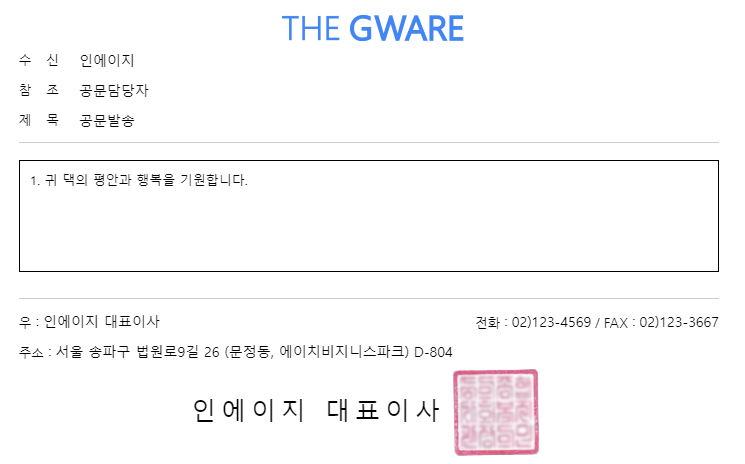 THE GWARE
수 신 인에이지
참 조 공문담당자
제 목 공문발송
1. 귀 댁의 평안과 행복을 기원합니다.
우 : 인에이지 대표이사 전화 : 02)123-4569 / FAX : 02)123-3667
주소 : 서울 송파구 법원로9길 26 (문정동, 에이치비지니스파크) D-804
인에이지 대표이사